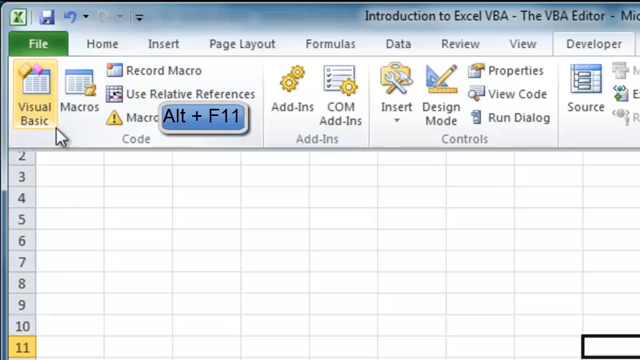 Introduction to Excel VBA - The VBA Editor -
File Home Insert Page Layout Formulas Data Review View Developer
Visual Basic
Macros
Record Macro
Use Relative References
Alt + F11
Code
Add-Ins
COM Add-Ins
Add-Ins
Insert
Design Mode
Properties
View Code
Run Dialog
Controls
Source
2
3
4
5
6
7
8
9
10
11